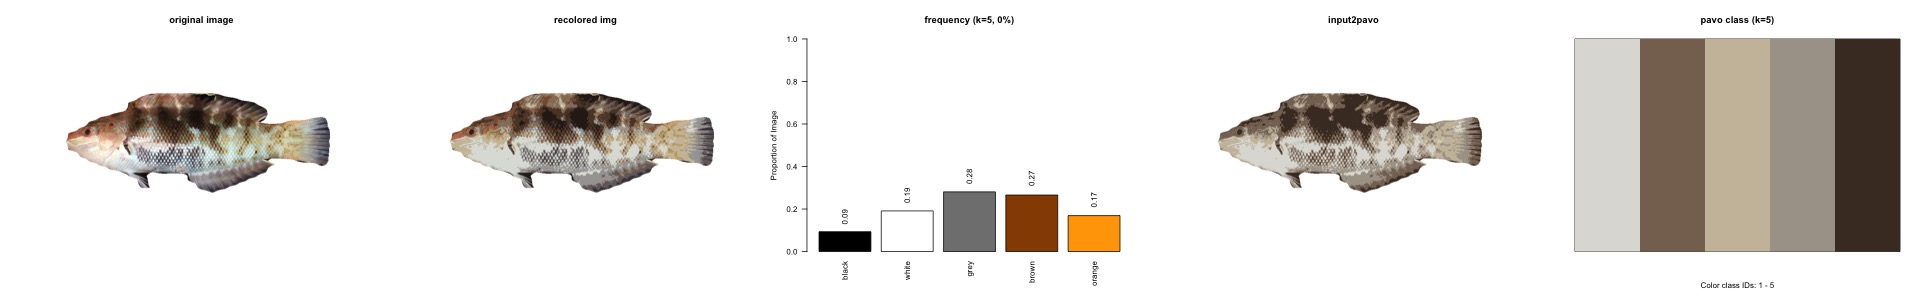 original image
recolored img
frequency (k=5, 0%)
input2pavo
pavo class (k=5)
Proportion of Image
1.0
0.8
0.6
0.4
0.2
0.0
0.09
0.19
0.28
0.27
0.17
black
white
grey
brown
orange
Color class IDs: 1 - 5